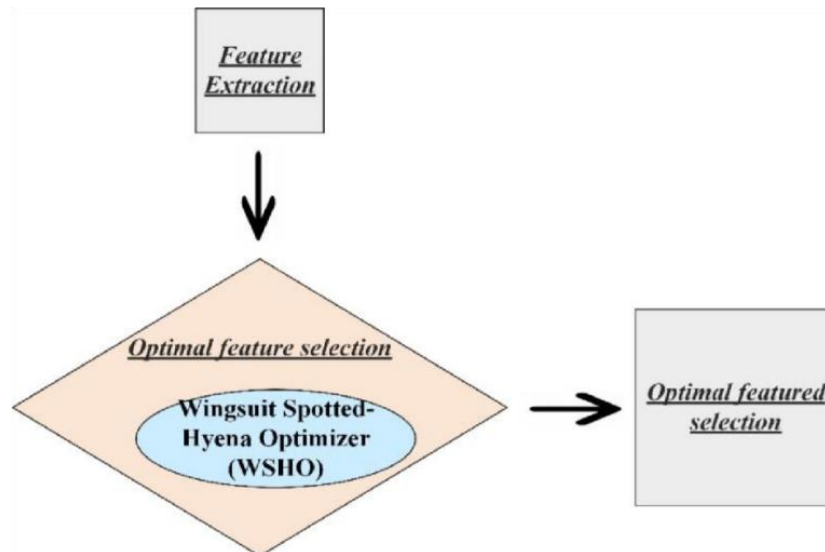 Feature
Extraction
Optimal feature selection
Wingsuit Spotted-
Hyena Optimizer
(WSHO)
Optimal featured
selection